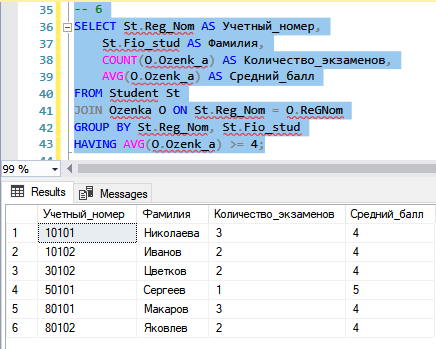 35 -- 6
36 SELECT St.Reg_Nom AS Учетный_номер,
37 St.Fio_stud AS Фамилия,
38 COUNT(O.Ozenk_a) AS Количество_экзаменов,
39 AVG(O.Ozenk_a) AS Средний_балл
40 FROM Student St
41 JOIN Ozenka O ON St.Reg_Nom = O.ReGNom
42 GROUP BY St.Reg_Nom, St.Fio_stud
43 HAVING AVG(O.Ozenk_a) >= 4;
99 %
Results Messages
Учетный_номер Фамилия Количество_экзаменов Средний_балл
1 10101 Николаева 3 4
2 10102 Иванов 2 4
3 30102 Цветков 2 4
4 50101 Сергеев 1 5
5 80101 Макаров 3 4
6 80102 Яковлев 2 4